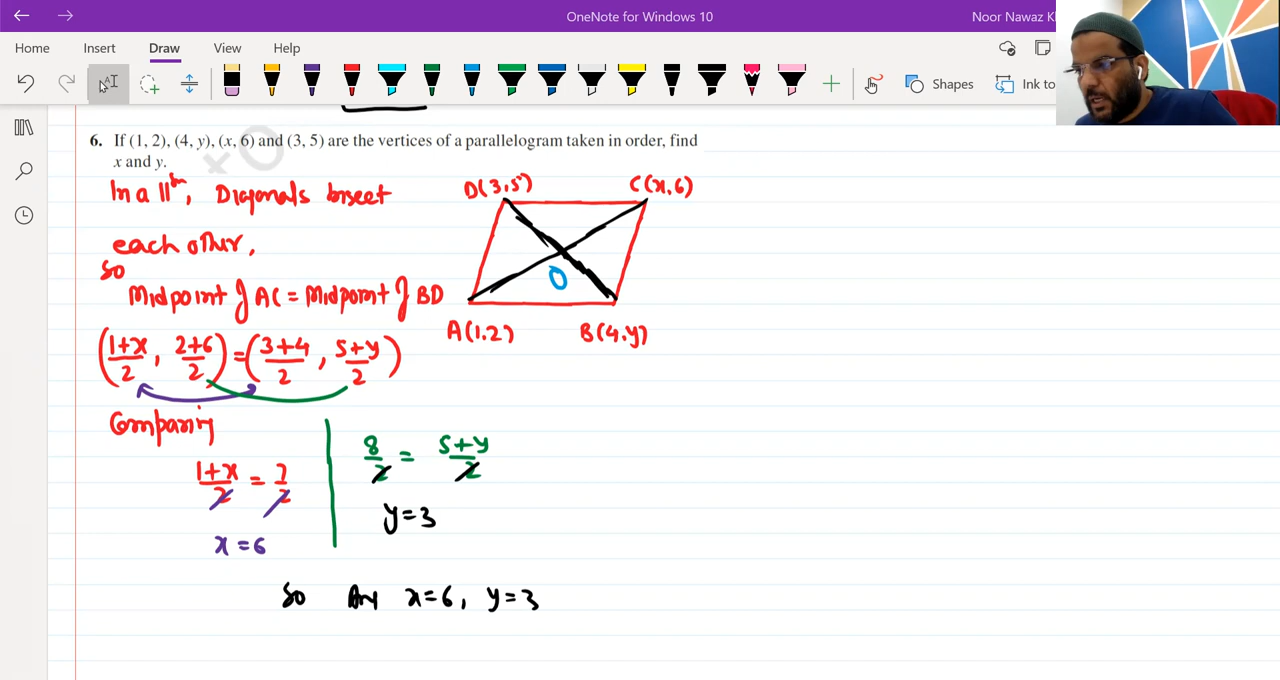 OneNote for Windows 10
Noor Nawaz Kh
Home Insert Draw View Help
Shapes
Ink to
6. If (1, 2), (4, y), (x, 6) and (3, 5) are the vertices of a parallelogram taken in order, find
x and y.
In a ||gm, Diagonals bisect
each other.
So
Midpoint of AC = Midpoint of BD
D(3,5) C(x,6)
O
A(1,2) B(4,y)
(1+x/2, 2+6/2) = (3+4/2, 5+y/2)
Comparing
1+x/2 = 7/2
x = 6
8/2 = 5+y/2
y = 3
So Ans x=6, y=3